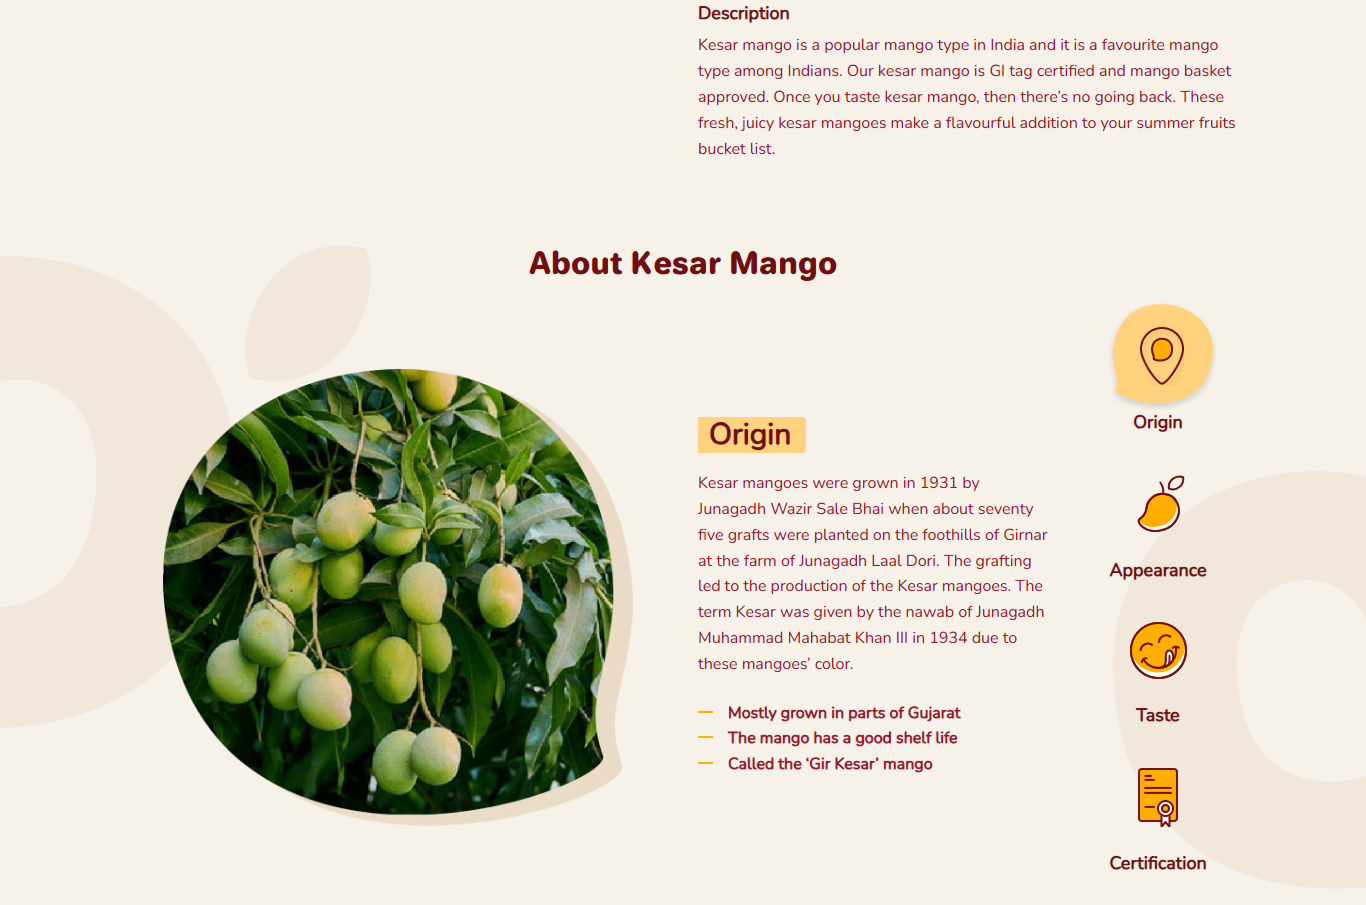 Description
Kesar mango is a popular mango type in India and it is a favourite mango
type among Indians. Our kesar mango is GI tag certified and mango basket
approved. Once you taste kesar mango, then there’s no going back. These
fresh, juicy kesar mangoes make a flavourful addition to your summer fruits
bucket list.
About Kesar Mango
Origin
Kesar mangoes were grown in 1931 by
Junagadh Wazir Sale Bhai when about seventy
five grafts were planted on the foothills of Girnar
at the farm of Junagadh Laal Dori. The grafting
led to the production of the Kesar mangoes. The
term Kesar was given by the nawab of Junagadh
Muhammad Mahabat Khan III in 1934 due to
these mangoes’ color.
Mostly grown in parts of Gujarat
The mango has a good shelf life
Called the ‘Gir Kesar’ mango
Origin
Appearance
Taste
Certification